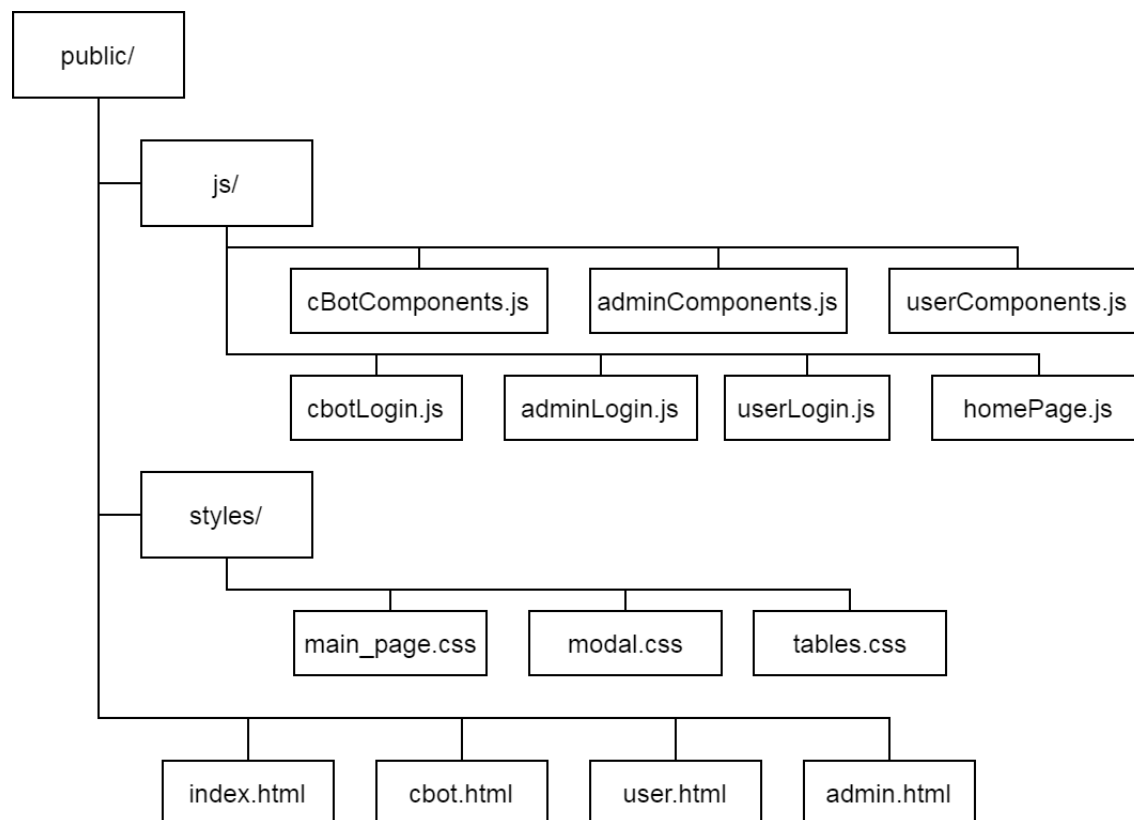 public/
js/
cBotComponents.js
adminComponents.js
userComponents.js
cbotLogin.js
adminLogin.js
userLogin.js
homePage.js
styles/
main_page.css
modal.css
tables.css
index.html
cbot.html
user.html
admin.html